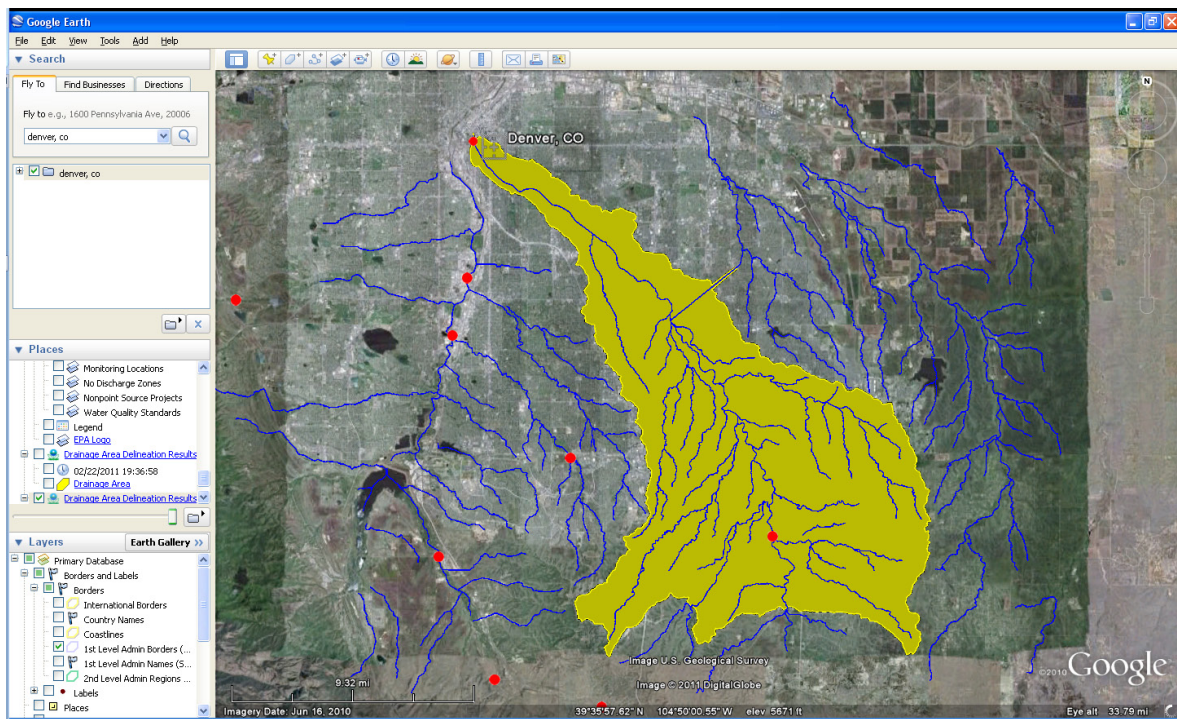 Google Earth
File Edit View Tools Add Help
Search
Fly To Find Businesses Directions
Fly to e.g., 1600 Pennsylvania Ave, 20006
denver, co
denver, co
Places
Monitoring Locations
No Discharge Zones
Nonpoint Source Projects
Water Quality Standards
Legend
EPA Logo
Drainage Area Delineation Results
02/22/2011 19:36:58
Drainage Area
Drainage Area Delineation Results
Layers Earth Gallery >>
Primary Database
Borders and Labels
Borders
International Borders
Country Names
Coastlines
1st Level Admin Borders (...
1st Level Admin Names (S...
2nd Level Admin Regions ...
Labels
Places
N
Denver, CO
Image U.S. Geological Survey
Image © 2011 DigitalGlobe
©2010 Google
9.32 mi
Imagery Date: Jun 16, 2010 39°35'57.62" N 104°50'00.55" W elev 5671 ft Eye alt 33.79 mi